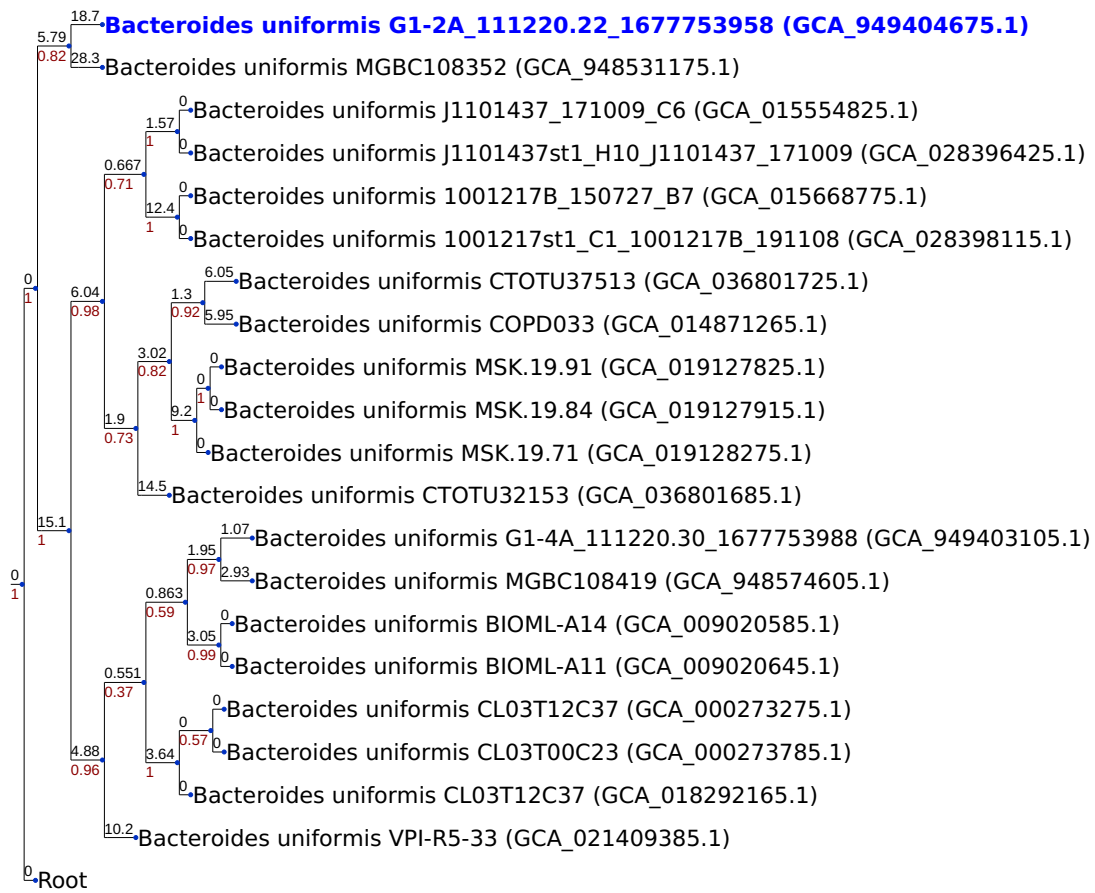 18.7
Bacteroides uniformis G1-2A_111220.22_1677753958 (GCA_949404675.1)
5.79
0.82
28.3
Bacteroides uniformis MGBC108352 (GCA_948531175.1)
0
Bacteroides uniformis J1101437_171009_C6 (GCA_015554825.1)
1.57
1
0
Bacteroides uniformis J1101437st1_H10_J1101437_171009 (GCA_028396425.1)
0.667
0.71
0
Bacteroides uniformis 1001217B_150727_B7 (GCA_015668775.1)
12.4
1
0
Bacteroides uniformis 1001217st1_C1_1001217B_191108 (GCA_028398115.1)
0
1
6.04
0.98
6.05
Bacteroides uniformis CTOTU37513 (GCA_036801725.1)
1.3
0.92
5.95
Bacteroides uniformis COPD033 (GCA_014871265.1)
3.02
0.82
0
Bacteroides uniformis MSK.19.91 (GCA_019127825.1)
0
1
0
Bacteroides uniformis MSK.19.84 (GCA_019127915.1)
9.2
1
1.9
0.73
0
Bacteroides uniformis MSK.19.71 (GCA_019128275.1)
14.5
Bacteroides uniformis CTOTU32153 (GCA_036801685.1)
15.1
1
1.07
Bacteroides uniformis G1-4A_111220.30_1677753988 (GCA_949403105.1)
1.95
0.97
2.93
Bacteroides uniformis MGBC108419 (GCA_948574605.1)
0
1
0.863
0.59
0
Bacteroides uniformis BIOML-A14 (GCA_009020585.1)
3.05
0.99
0
Bacteroides uniformis BIOML-A11 (GCA_009020645.1)
0.551
0.37
0
Bacteroides uniformis CL03T12C37 (GCA_000273275.1)
0
0.57
0
Bacteroides uniformis CL03T00C23 (GCA_000273785.1)
4.88
0.96
3.64
1
0
Bacteroides uniformis CL03T12C37 (GCA_018292165.1)
10.2
Bacteroides uniformis VPI-R5-33 (GCA_021409385.1)
0
Root